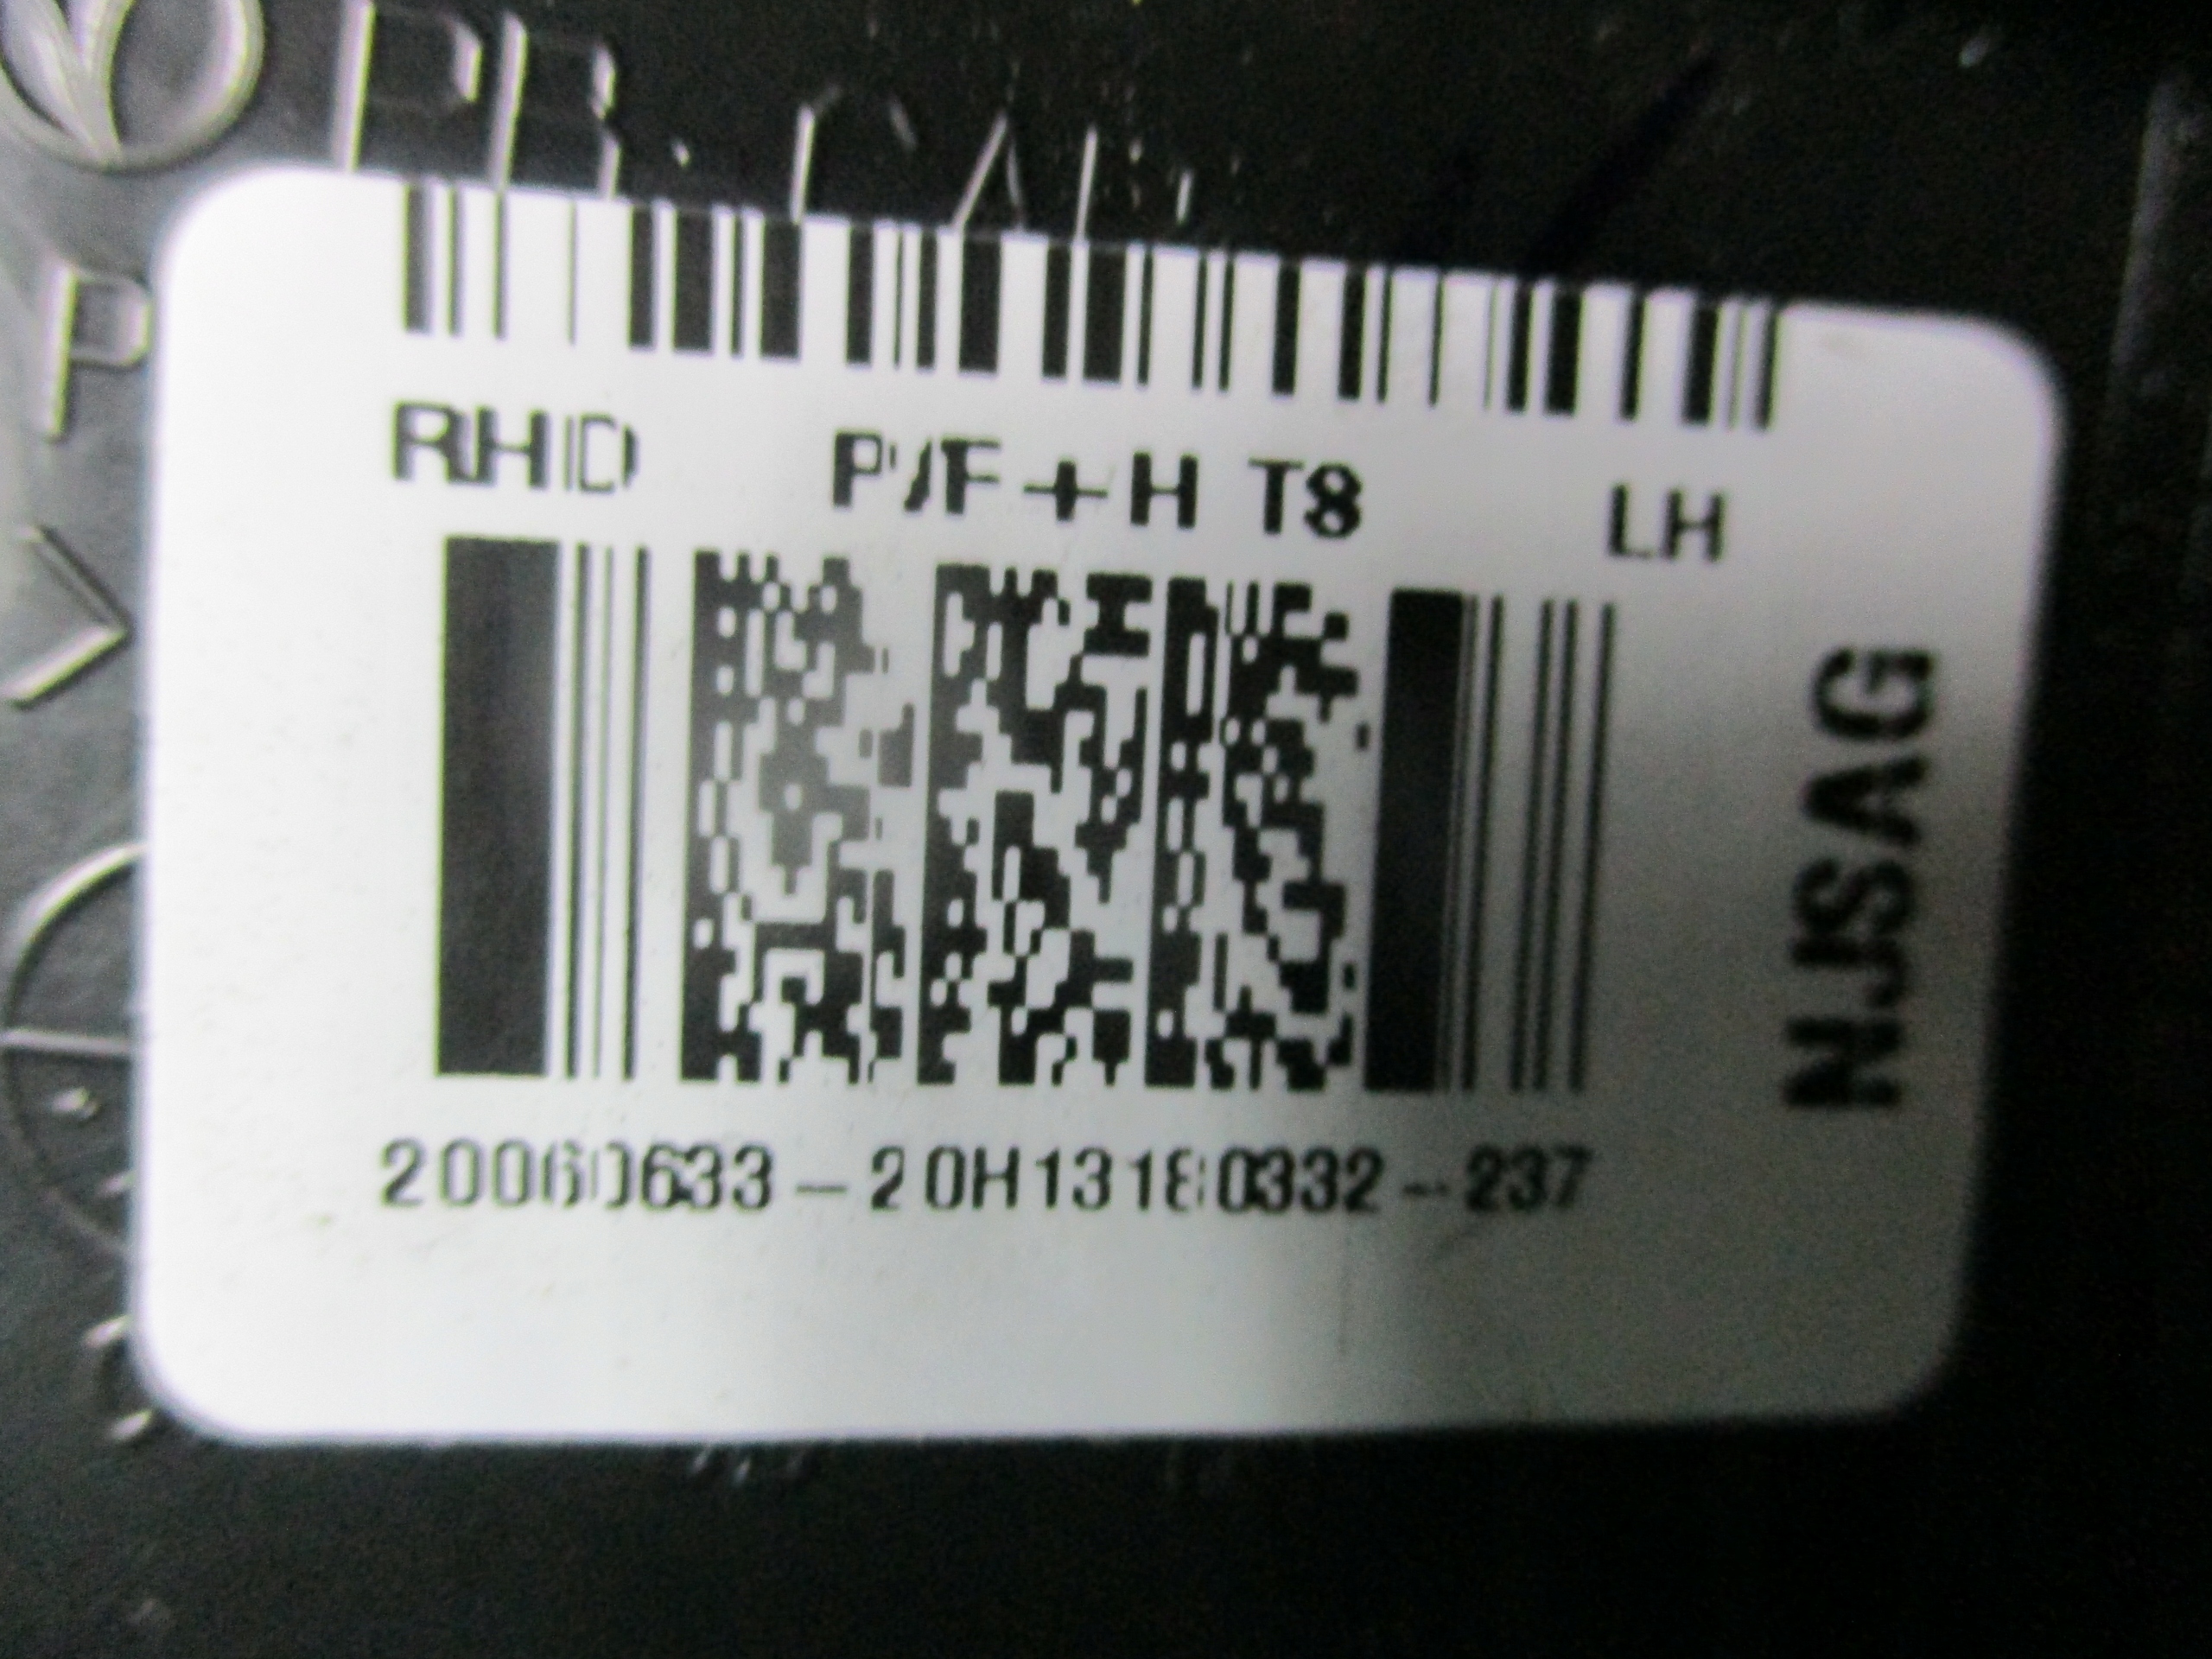 RHD P/F+H T8 LH
NJSAG
20060633-20H13180332-237